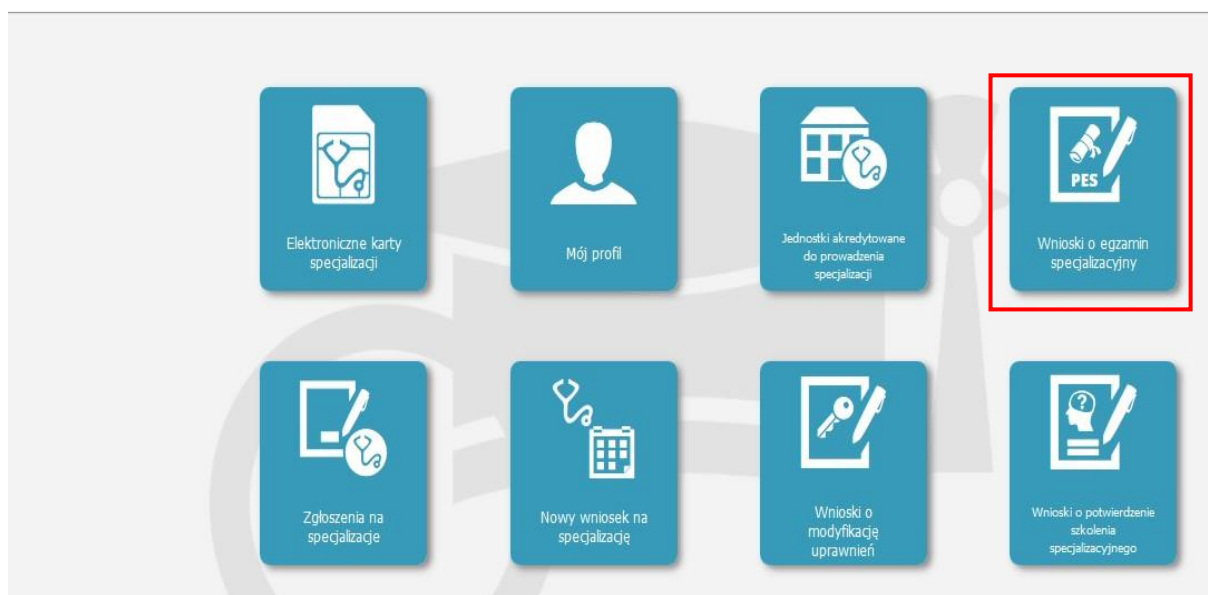 Elektroniczne karty
specjalizacji
Mój profil
Jednostki akredytowane
do prowadzenia
specjalizacji
PES
Wnioski o egzamin
specjalizacyjny
Zgłoszenia na
specjalizacje
Nowy wniosek na
specjalizację
Wnioski o
modyfikację
uprawnień
?
Wnioski o potwierdzenie
szkolenia
specjalizacyjnego